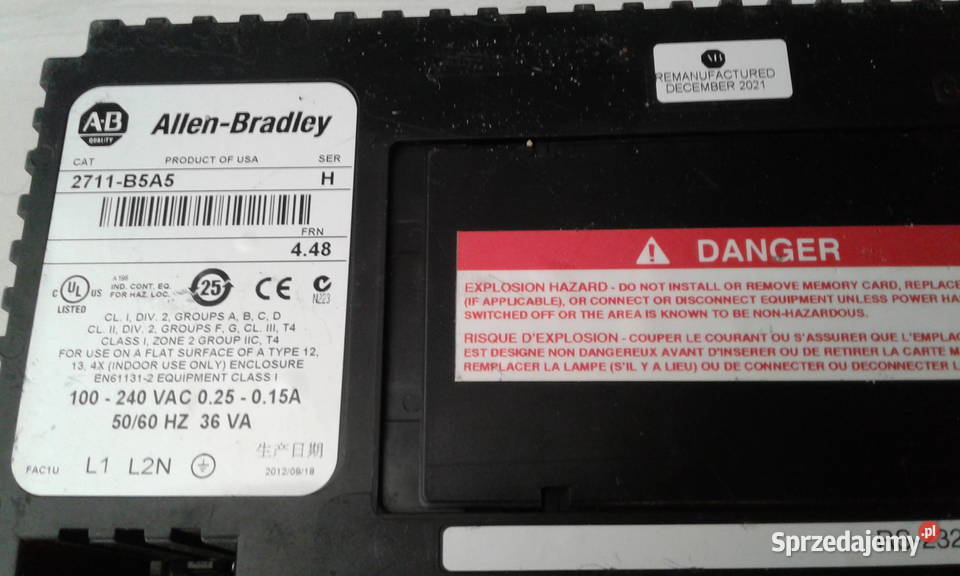 A·B
QUALITY
Allen-Bradley
CAT PRODUCT OF USA SER
2711-B5A5 H
FRN
4.48
C UL US
LISTED
A196
IND. CONT. EQ.
FOR HAZ. LOC.
25
CE
N223
CL. I, DIV. 2, GROUPS A, B, C, D
CL. II, DIV. 2, GROUPS F, G, CL. III, T4
CLASS I, ZONE 2 GROUP IIC, T4
FOR USE ON A FLAT SURFACE OF A TYPE 12,
13, 4X (INDOOR USE ONLY) ENCLOSURE
EN61131-2 EQUIPMENT CLASS I
100 - 240 VAC 0.25 - 0.15A
50/60 HZ 36 VA
生产日期
FAC1U L1 L2N 2012/09/18
AB
REMANUFACTURED
DECEMBER 2021
DANGER
EXPLOSION HAZARD - DO NOT INSTALL OR REMOVE MEMORY CARD, REPLACE
(IF APPLICABLE), OR CONNECT OR DISCONNECT EQUIPMENT UNLESS POWER HA
SWITCHED OFF OR THE AREA IS KNOWN TO BE NON-HAZARDOUS.
RISQUE D'EXPLOSION - COUPER LE COURANT OU S'ASSURER QUE L'EMPLAC
EST DESIGNE NON DANGEREUX AVANT D'INSERER OU DE RETIRER LA CARTE M
REMPLACER LA LAMPE (S'IL Y A LIEU) OU DE CONNECTER OU DECONNECTER L
RS-232
Sprzedajemy.pl